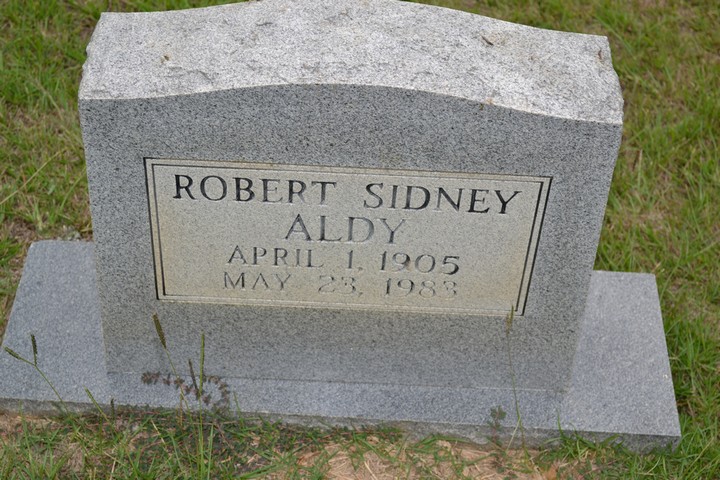 ROBERT SIDNEY
ALDY
APRIL 1, 1905
MAY 23, 1983